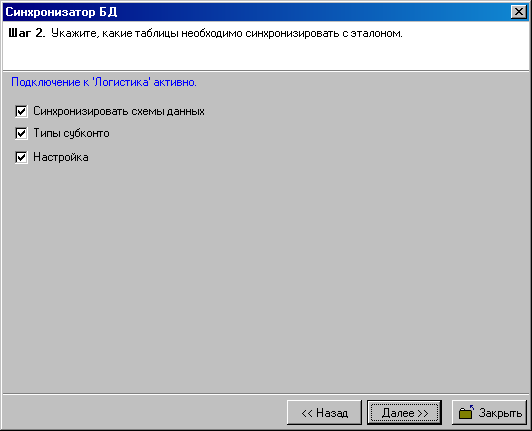 Синхронизатор БД
Шаг 2. Укажите, какие таблицы необходимо синхронизировать с эталоном.
Подключение к 'Логистика' активно.
Синхронизировать схемы данных
Типы субконто
Настройка
<< Назад
Далее >>
Закрыть